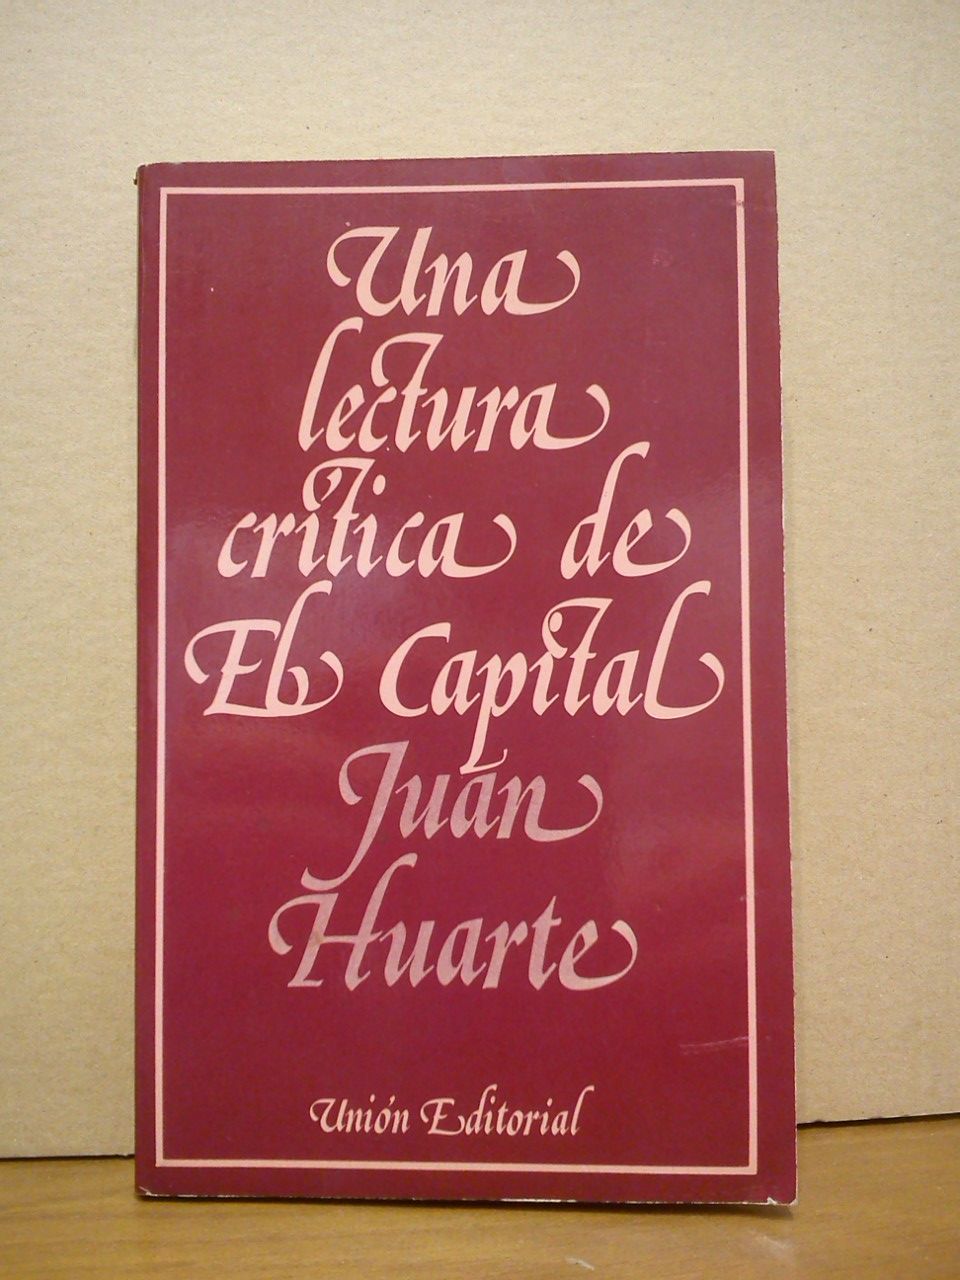 Una
lectura
crítica de
El Capital
Juan
Huarte
Unión Editorial